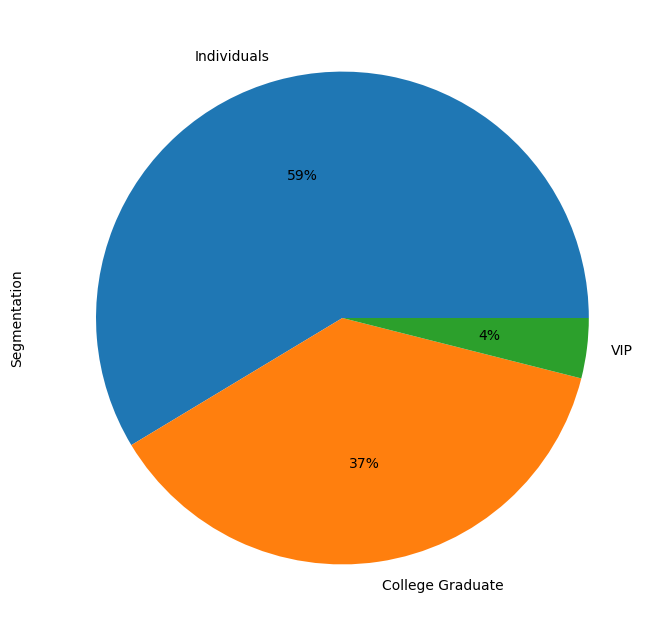 Individuals
59%
Segmentation
4%
VIP
37%
College Graduate